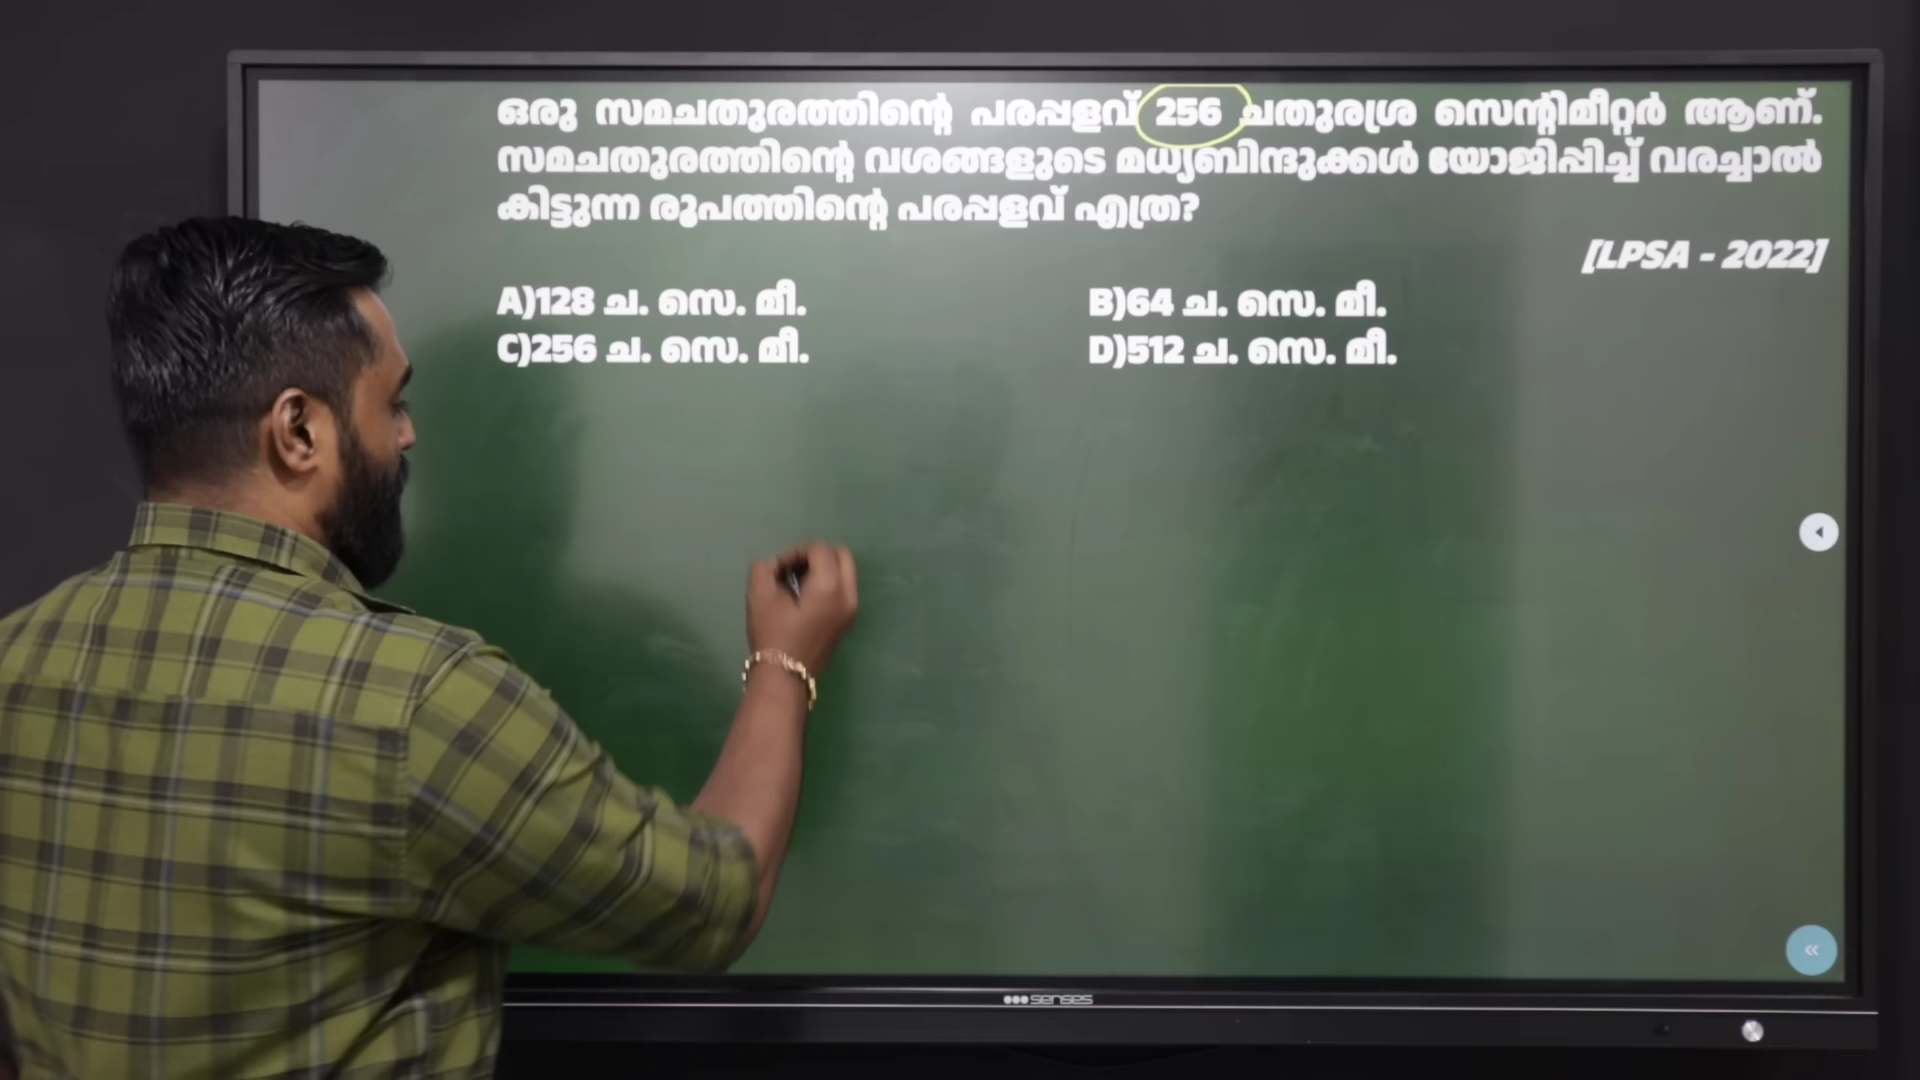 ഒരു സമചതുരത്തിന്റെ പരപ്പളവ് 256 ചതുരശ്ര സെന്റിമീറ്റർ ആണ്.
സമചതുരത്തിന്റെ വശങ്ങളുടെ മധ്യബിന്ദുക്കൾ യോജിപ്പിച്ച് വരച്ചാൽ
കിട്ടുന്ന രൂപത്തിന്റെ പരപ്പളവ് എത്ര?
[LPSA - 2022]
A)128 ച. സെ. മീ. B)64 ച. സെ. മീ.
C)256 ച. സെ. മീ. D)512 ച. സെ. മീ.
senses